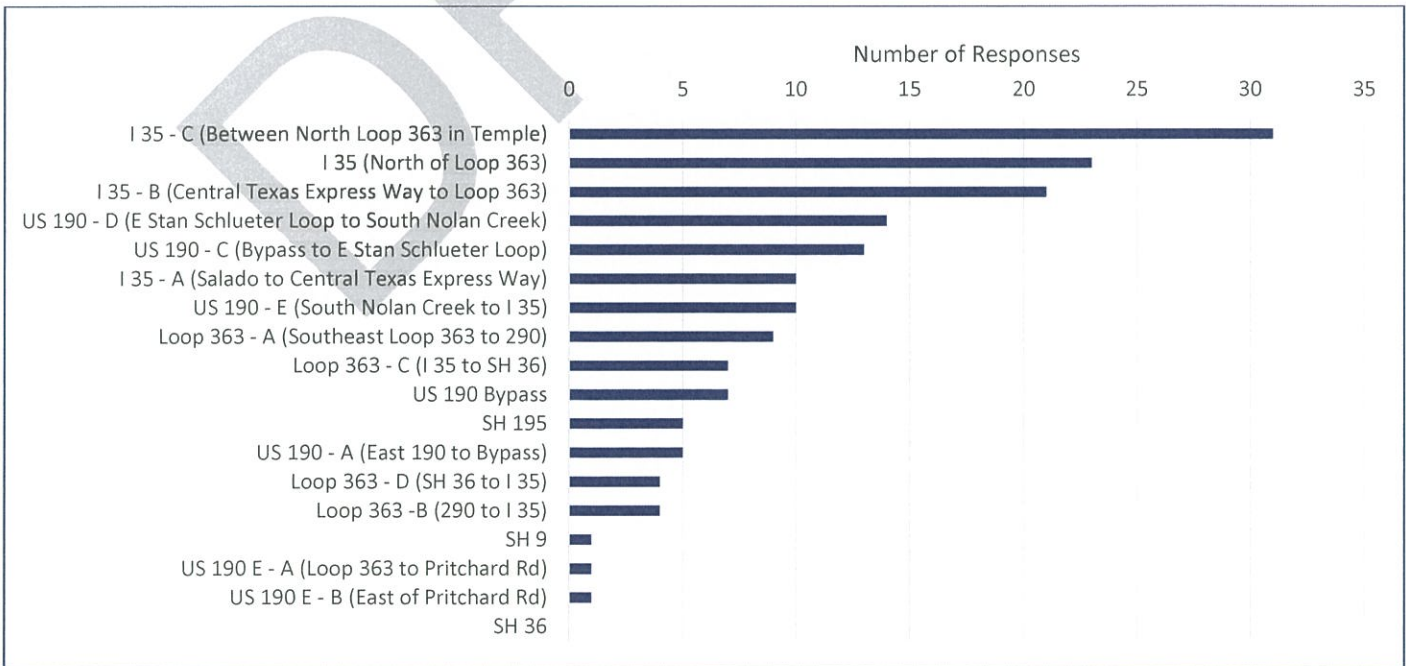 Number of Responses
0 5 10 15 20 25 30 35
I 35 - C (Between North Loop 363 in Temple)
I 35 (North of Loop 363)
I 35 - B (Central Texas Express Way to Loop 363)
US 190 - D (E Stan Schlueter Loop to South Nolan Creek)
US 190 - C (Bypass to E Stan Schlueter Loop)
I 35 - A (Salado to Central Texas Express Way)
US 190 - E (South Nolan Creek to I 35)
Loop 363 - A (Southeast Loop 363 to 290)
Loop 363 - C (I 35 to SH 36)
US 190 Bypass
SH 195
US 190 - A (East 190 to Bypass)
Loop 363 - D (SH 36 to I 35)
Loop 363 -B (290 to I 35)
SH 9
US 190 E - A (Loop 363 to Pritchard Rd)
US 190 E - B (East of Pritchard Rd)
SH 36